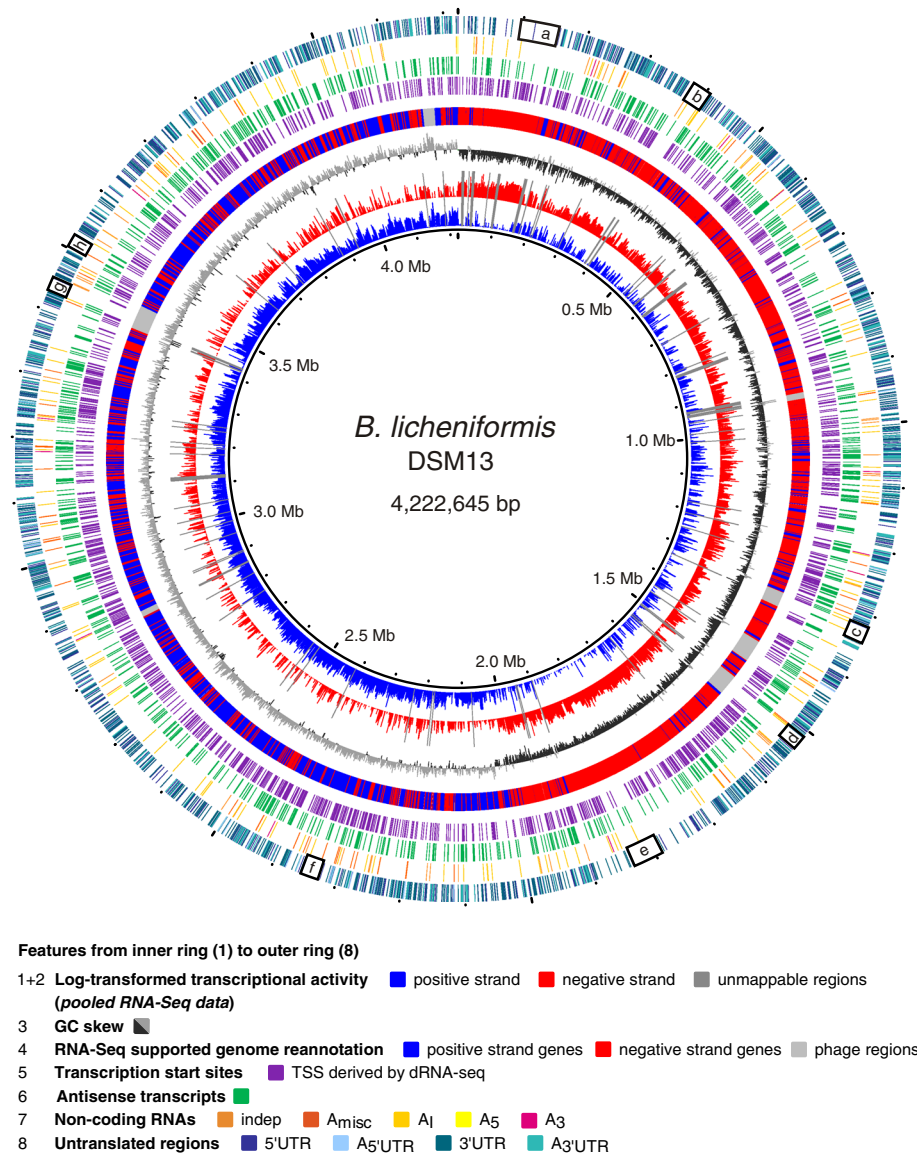 a
b
h
g
4.0 Mb
0.5 Mb
3.5 Mb
B. licheniformis
DSM13
4,222,645 bp
1.0 Mb
3.0 Mb
1.5 Mb
2.5 Mb
2.0 Mb
c
d
e
f
Features from inner ring (1) to outer ring (8)
1+2 Log-transformed transcriptional activity positive strand negative strand unmappable regions
(pooled RNA-Seq data)
3 GC skew
4 RNA-Seq supported genome reannotation positive strand genes negative strand genes phage regions
5 Transcription start sites TSS derived by dRNA-seq
6 Antisense transcripts
7 Non-coding RNAs indep Amisc AI A5 A3
8 Untranslated regions 5'UTR A5'UTR 3'UTR A3'UTR